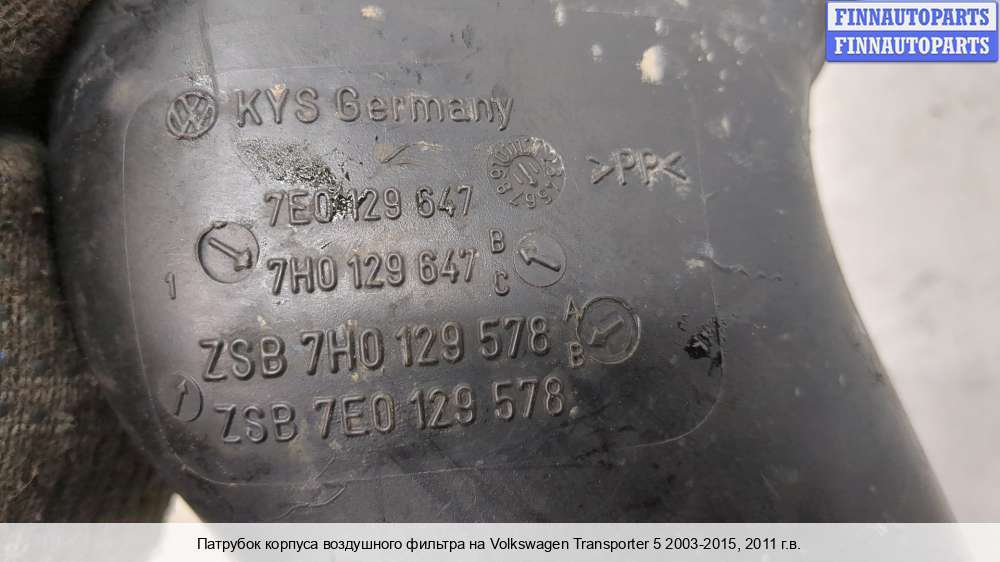 FINNAUTOPARTS
FINNAUTOPARTS
KYS Germany
>PP<
7E0 129 647
7H0 129 647 B
C
1
ZSB 7H0 129 578 A
B
ZSB 7E0 129 578
Патрубок корпуса воздушного фильтра на Volkswagen Transporter 5 2003-2015, 2011 г.в.